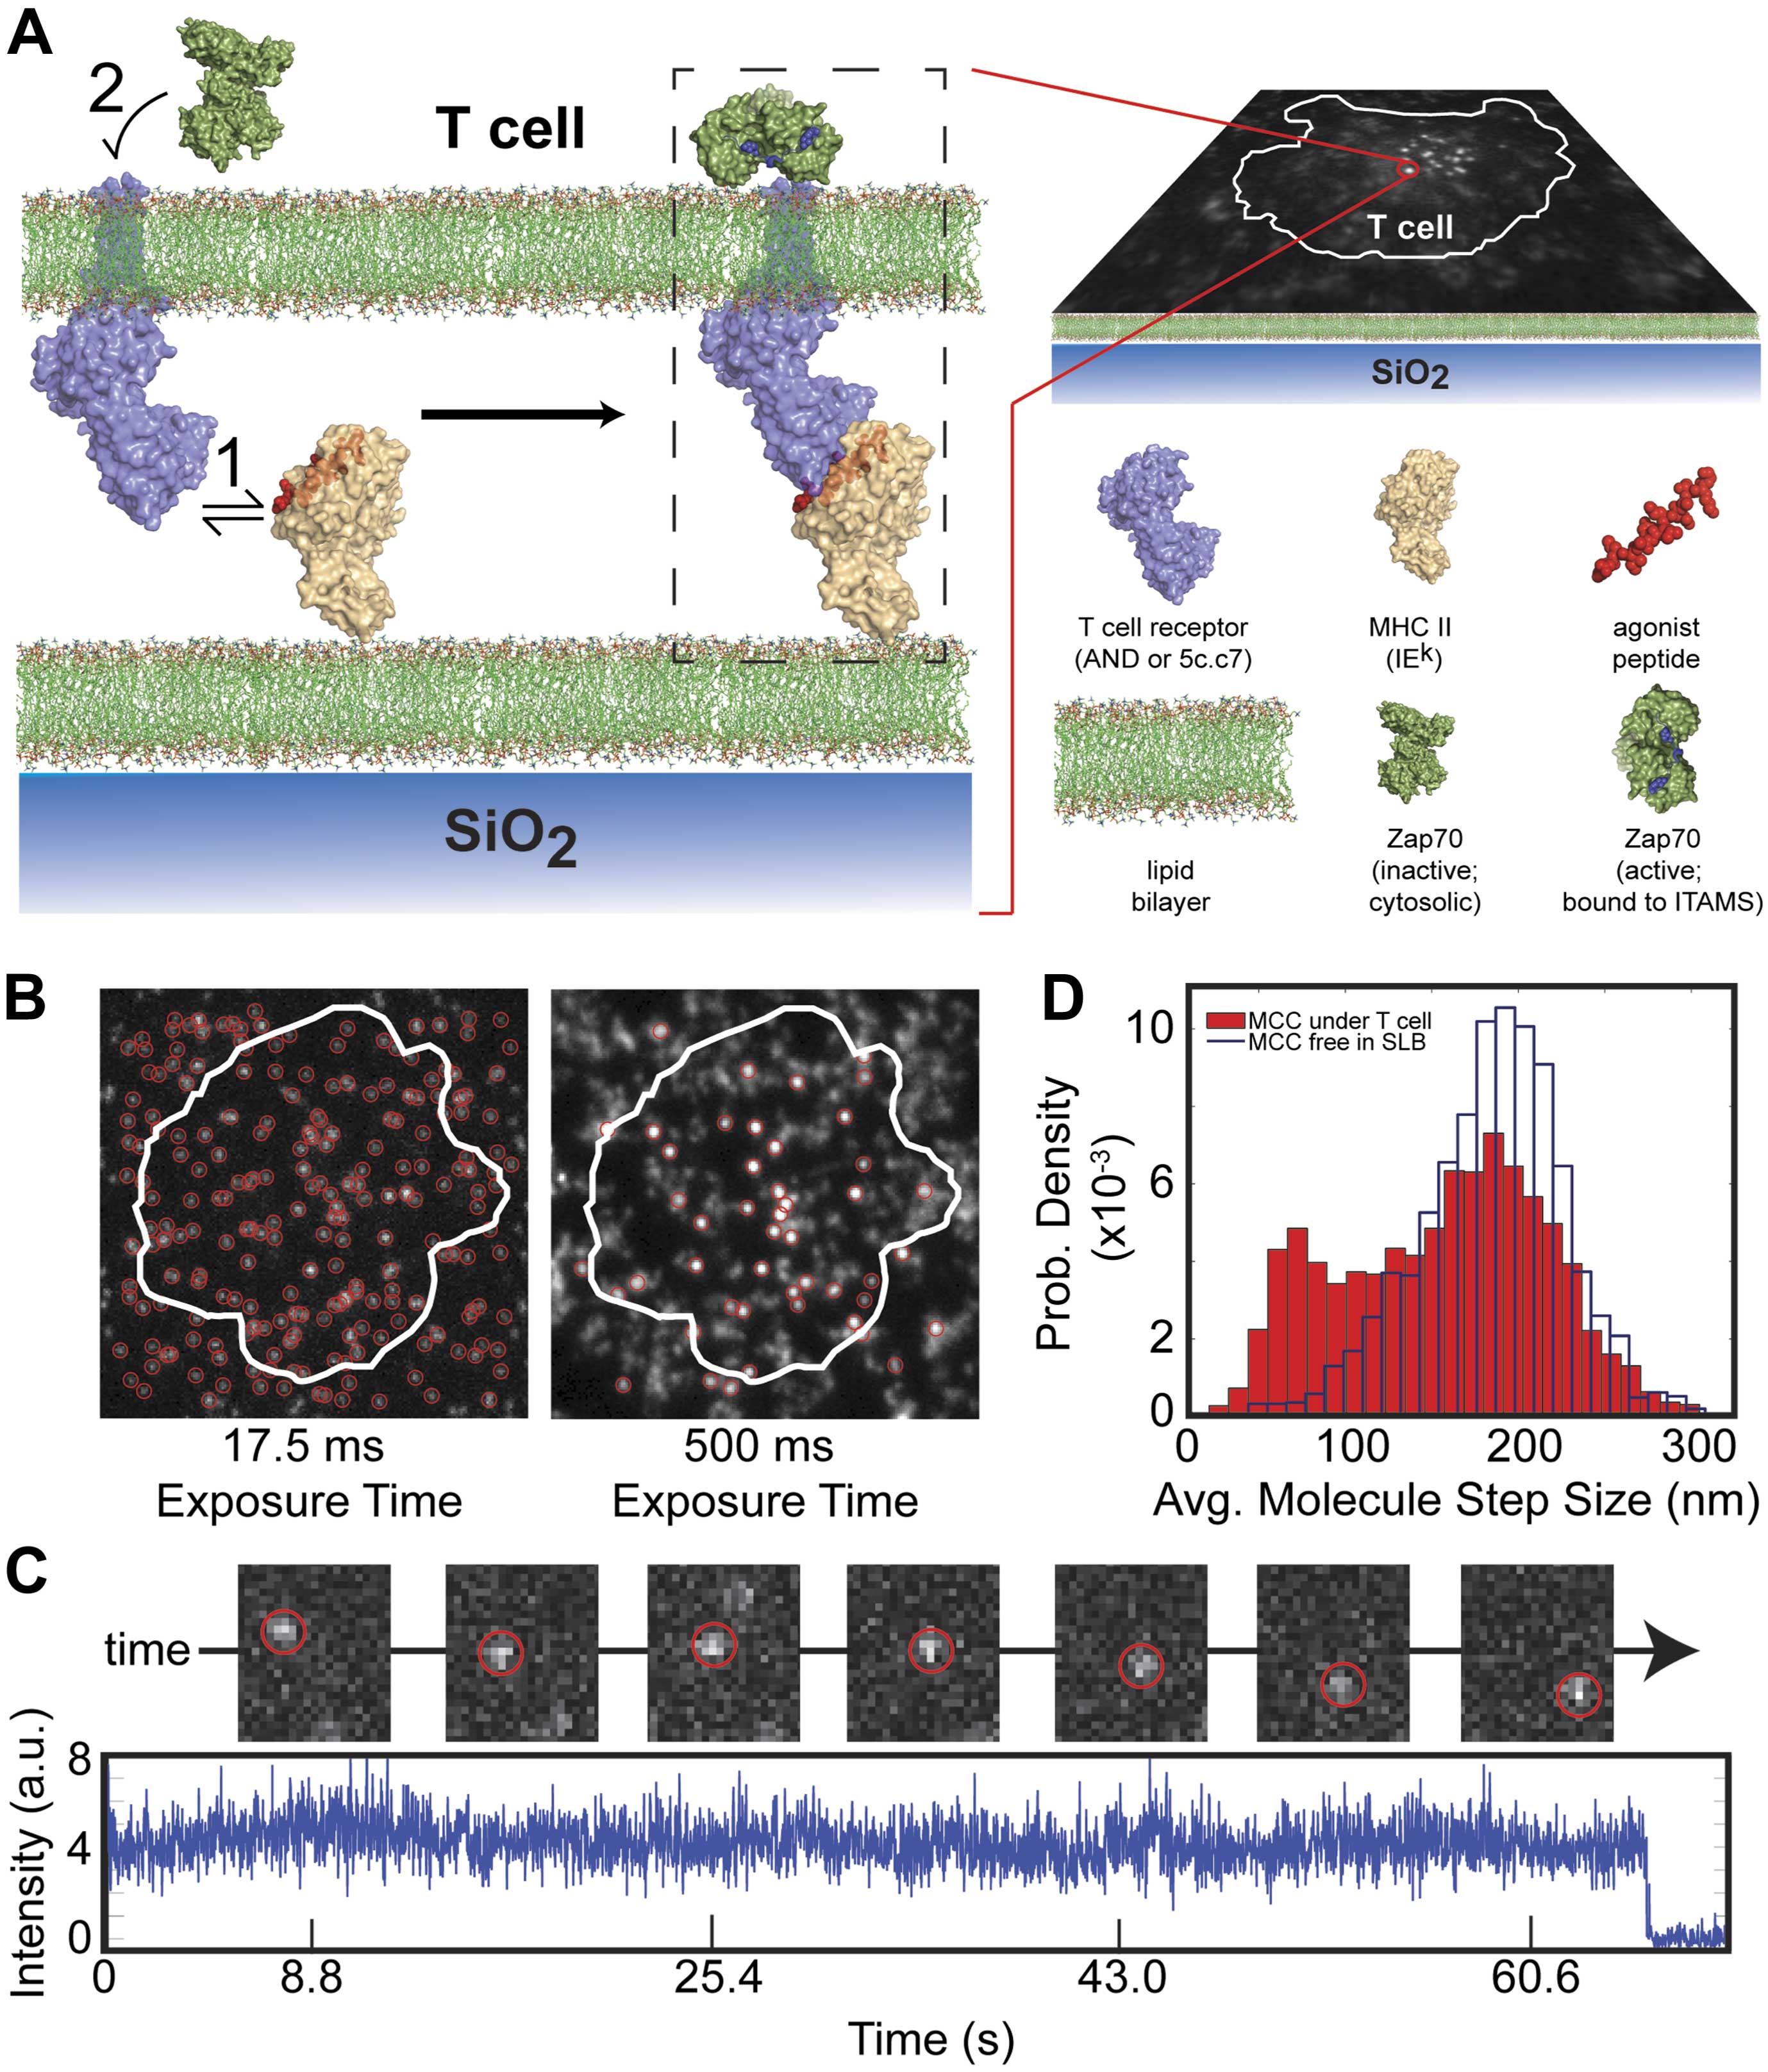 A
2
T cell
1
SiO2
T cell
SiO2
T cell receptor
(AND or 5c.c7)
MHC II
(IEk)
agonist
peptide
lipid
bilayer
Zap70
(inactive;
cytosolic)
Zap70
(active;
bound to ITAMS)
B
17.5 ms
Exposure Time
500 ms
Exposure Time
D
MCC under T cell
MCC free in SLB
Prob. Density
(x10-3)
10
6
2
0
0 100 200 300
Avg. Molecule Step Size (nm)
C
time
Intensity (a.u.)
8
4
0
0 8.8 25.4 43.0 60.6
Time (s)